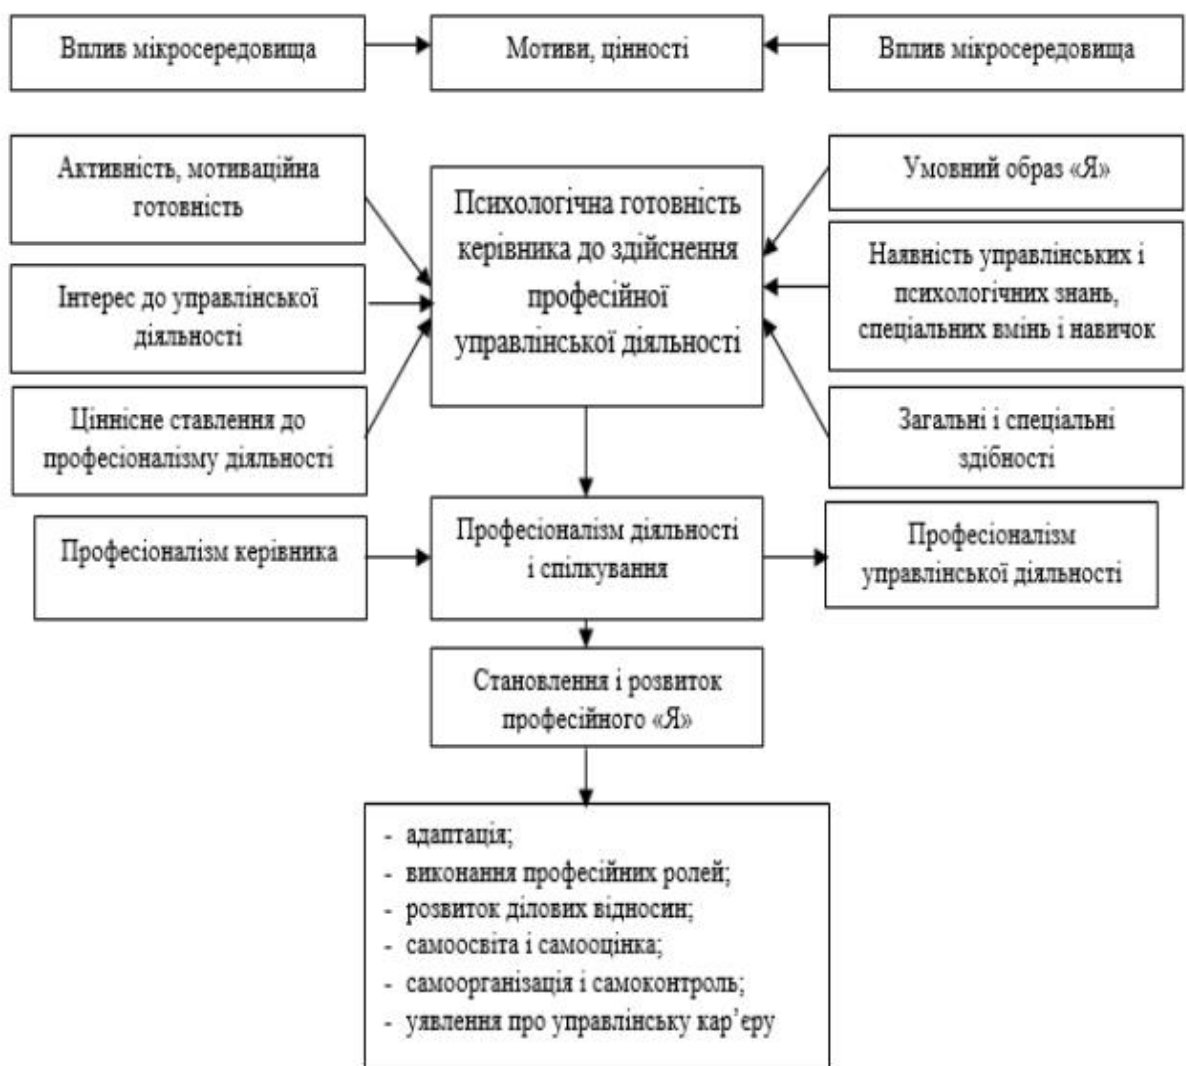 Вплив мікросередовища
Мотиви, цінності
Вплив мікросередовища
Активність, мотиваційна
готовність
Інтерес до управлінської
діяльності
Ціннісне ставлення до
професіоналізму діяльності
Психологічна готовність
керівника до здійснення
професійної
управлінської діяльності
Умовний образ «Я»
Наявність управлінських і
психологічних знань,
спеціальних вмінь і навичок
Загальні і спеціальні
здібності
Професіоналізм керівника
Професіоналізм діяльності
і спілкування
Професіоналізм
управлінської діяльності
Становлення і розвиток
професійного «Я»
- адаптація;
- виконання професійних ролей;
- розвиток ділових відносин;
- самоосвіта і самооцінка;
- самоорганізація і самоконтроль;
- уявлення про управлінську кар’єру